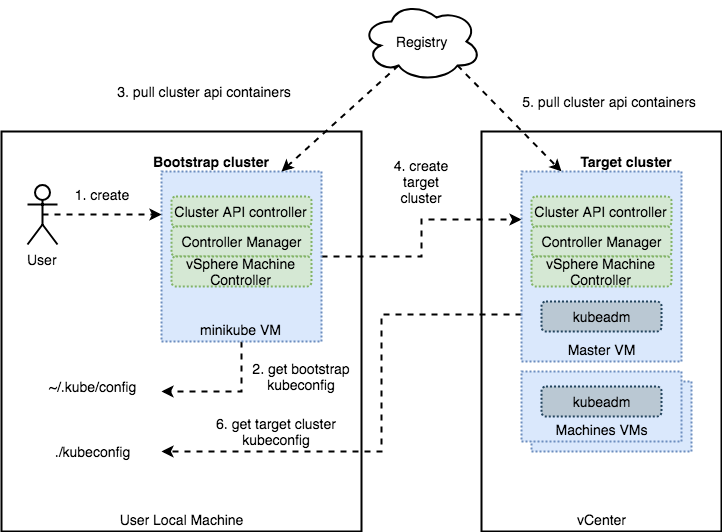 Registry
3. pull cluster api containers
5. pull cluster api containers
Bootstrap cluster
4. create
target
cluster
Target cluster
1. create
User
Cluster API controller
Controller Manager
vSphere Machine
Controller
minikube VM
Cluster API controller
Controller Manager
vSphere Machine
Controller
kubeadm
Master VM
2. get bootstrap
kubeconfig
~/.kube/config
kubeadm
Machines VMs
6. get target cluster
kubeconfig
./kubeconfig
User Local Machine
vCenter